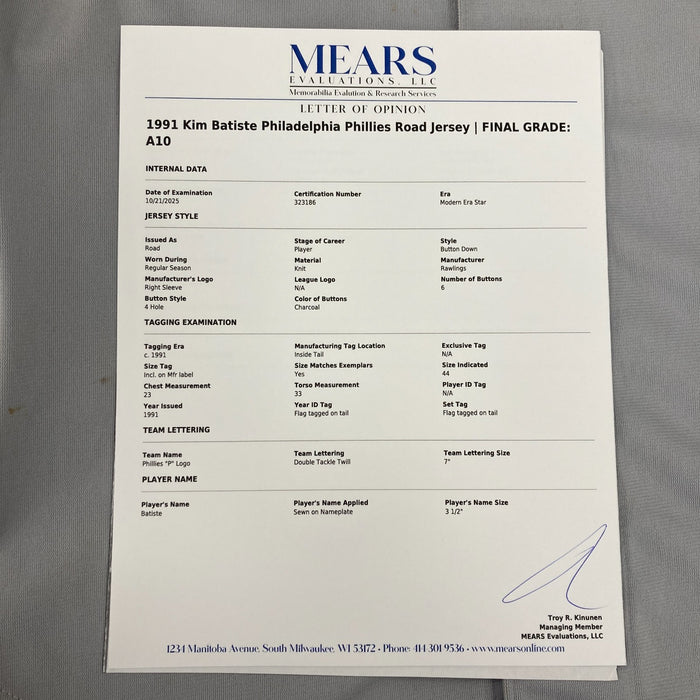 MEARS
EVALUATIONS, LLC
Memorabilia Evalution & Research Services
LETTER OF OPINION
1991 Kim Batiste Philadelphia Phillies Road Jersey | FINAL GRADE:
A10
INTERNAL DATA
Date of Examination Certification Number Era
10/21/2025 323186 Modern Era Star
JERSEY STYLE
Issued As Stage of Career Style
Road Player Button Down
Worn During Material Manufacturer
Regular Season Knit Rawlings
Manufacturer's Logo League Logo Number of Buttons
Right Sleeve N/A 6
Button Style Color of Buttons
4 Hole Charcoal
TAGGING EXAMINATION
Tagging Era Manufacturing Tag Location Exclusive Tag
c. 1991 Inside Tail N/A
Size Tag Size Matches Exemplars Size Indicated
Incl. on Mfr label Yes 44
Chest Measurement Torso Measurement Player ID Tag
23 33 N/A
Year Issued Year ID Tag Set Tag
1991 Flag tagged on tail Flag tagged on tail
TEAM LETTERING
Team Name Team Lettering Team Lettering Size
Phillies "P" Logo Double Tackle Twill 7"
PLAYER NAME
Player's Name Player's Name Applied Player's Name Size
Batiste Sewn on Nameplate 3 1/2"
Troy R. Kinunen
Managing Member
MEARS Evaluations, LLC
1234 Manitoba Avenue, South Milwaukee, WI 53172 • Phone: 414 301 9536 • www.mearsonline.com